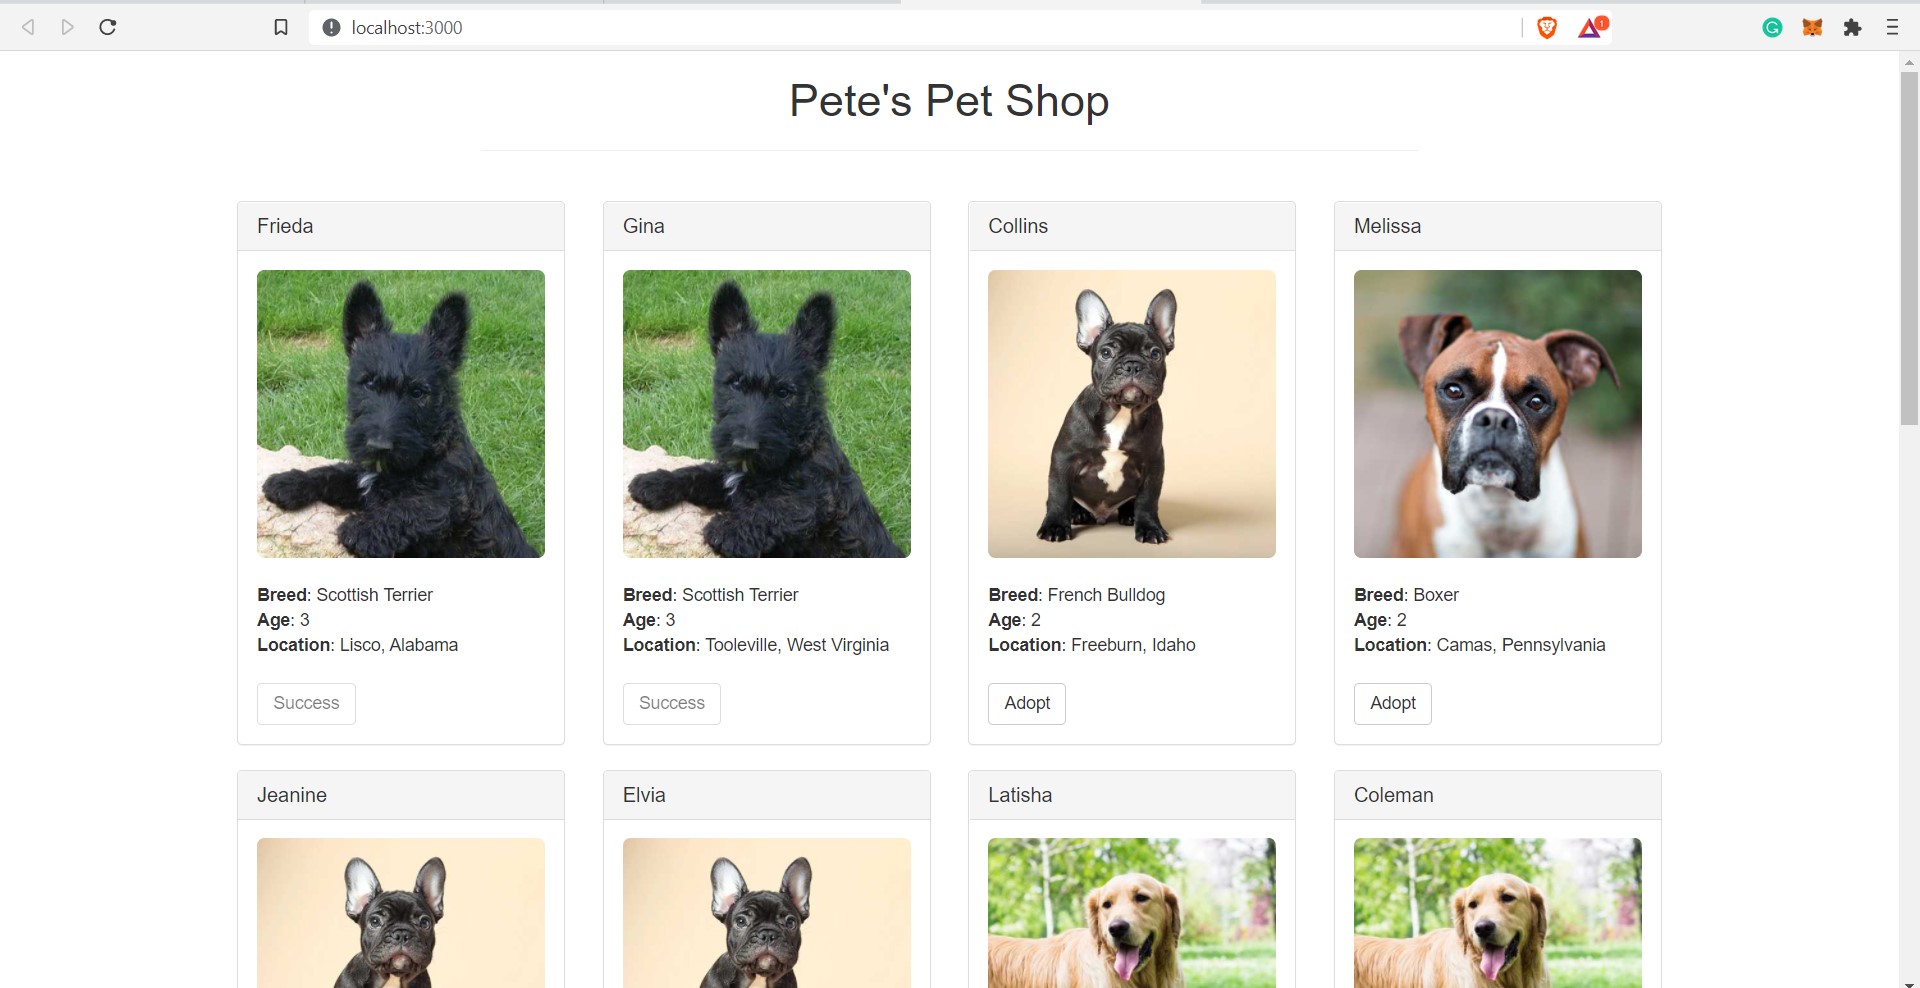 localhost:3000
1
Pete's Pet Shop
Frieda
Breed: Scottish Terrier
Age: 3
Location: Lisco, Alabama
Success
Gina
Breed: Scottish Terrier
Age: 3
Location: Tooleville, West Virginia
Success
Collins
Breed: French Bulldog
Age: 2
Location: Freeburn, Idaho
Adopt
Melissa
Breed: Boxer
Age: 2
Location: Camas, Pennsylvania
Adopt
Jeanine
Elvia
Latisha
Coleman